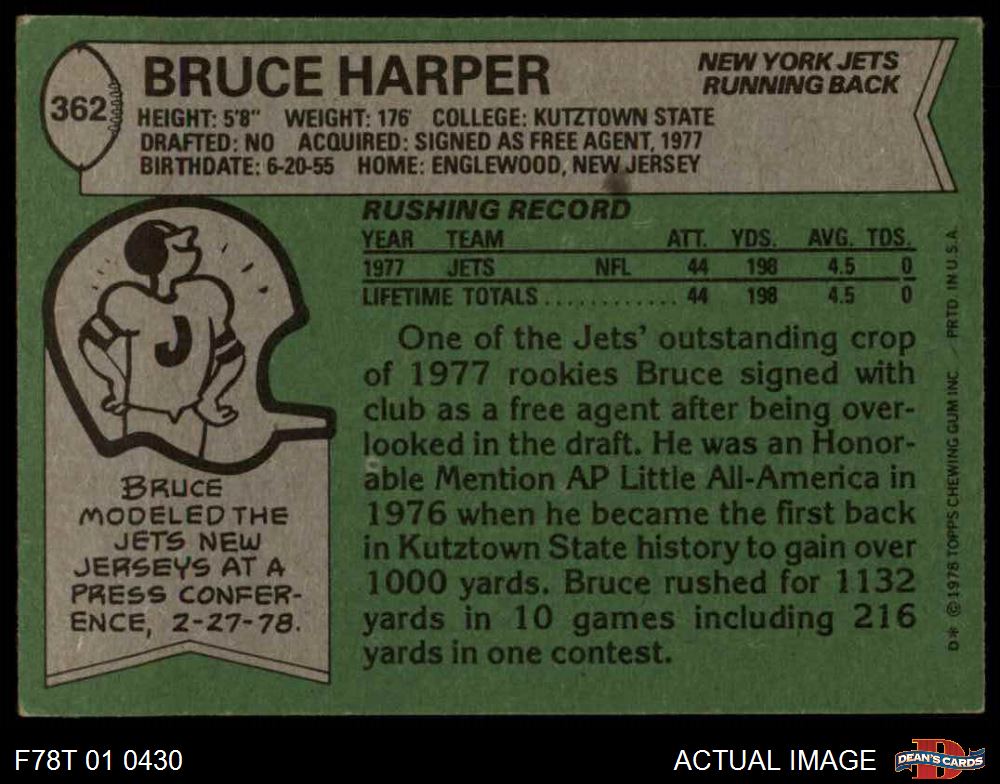 362
BRUCE HARPER
NEW YORK JETS
RUNNING BACK
HEIGHT: 5'8" WEIGHT: 176' COLLEGE: KUTZTOWN STATE
DRAFTED: NO ACQUIRED: SIGNED AS FREE AGENT, 1977
BIRTHDATE: 6-20-55 HOME: ENGLEWOOD, NEW JERSEY
RUSHING RECORD
YEAR TEAM ATT. YDS. AVG. TDS.
1977 JETS NFL 44 198 4.5 0
LIFETIME TOTALS............ 44 198 4.5 0
One of the Jets' outstanding crop
of 1977 rookies Bruce signed with
club as a free agent after being over-
looked in the draft. He was an Honor-
able Mention AP Little All-America in
1976 when he became the first back
in Kutztown State history to gain over
1000 yards. Bruce rushed for 1132
yards in 10 games including 216
yards in one contest.
J
BRUCE
MODELED THE
JETS NEW
JERSEYS AT A
PRESS CONFER-
ENCE, 2-27-78.
D* © 1978 TOPPS CHEWING GUM INC. PRTD. IN U.S.A.
F78T 01 0430
ACTUAL IMAGE
D
DEAN'S CARDS